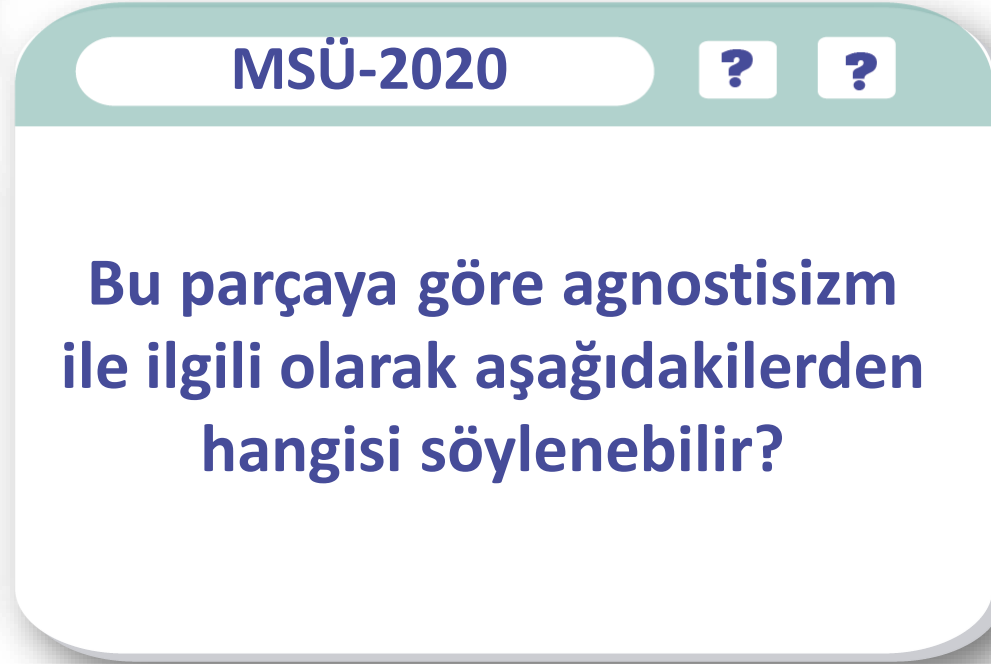 MSÜ-2020
? ?
Bu parçaya göre agnostisizm
ile ilgili olarak aşağıdakilerden
hangisi söylenebilir?